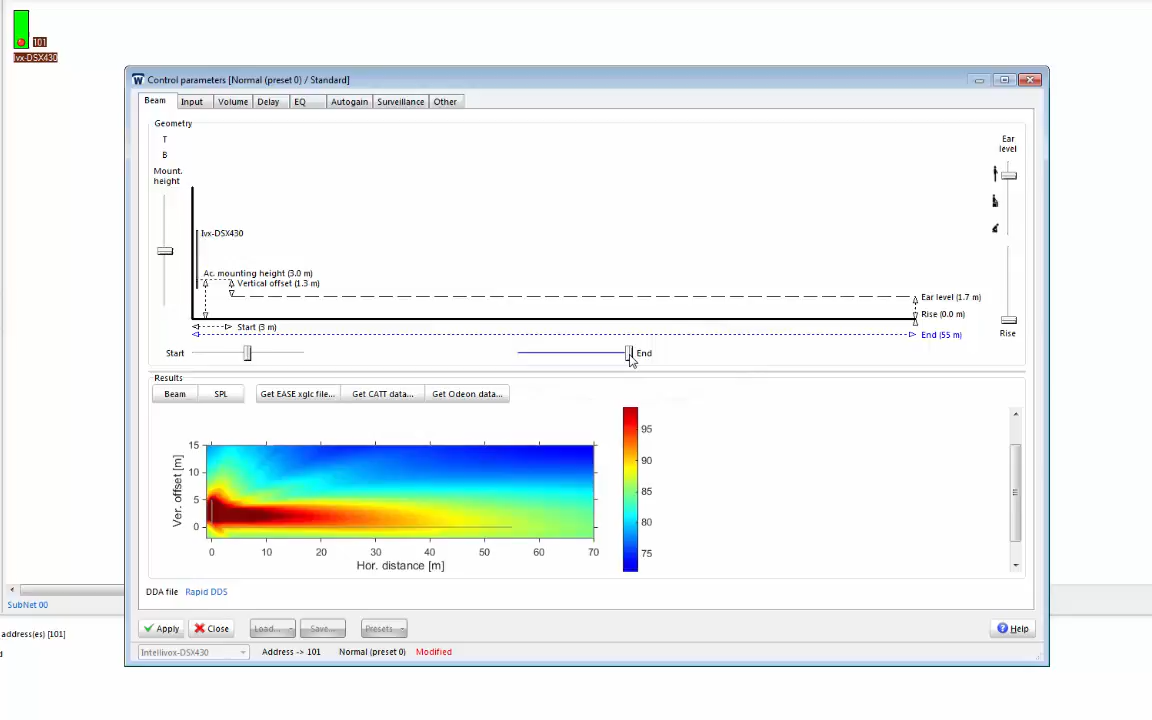 101
Ivx-DSX430
Control parameters [Normal (preset 0) / Standard]
Beam Input Volume Delay EQ Autogain Surveillance Other
Geometry
T
B
Mount.
height
Ear
level
Ivx-DSX430
Ac. mounting height (3.0 m)
Vertical offset (1.3 m)
Ear level (1.7 m)
Rise (0.0 m)
Start (3 m)
End (55 m)
Rise
Start
End
Results
Beam SPL Get EASE xglc file... Get CATT data... Get Odeon data...
15
10
5
0
Ver. offset [m]
0 10 20 30 40 50 60 70
Hor. distance [m]
95
90
85
80
75
DDA file Rapid DDS
SubNet 00
address(es) [101]
Apply Close Load... Save... Presets Help
Intellivox-DSX430 Address -> 101 Normal (preset 0) Modified